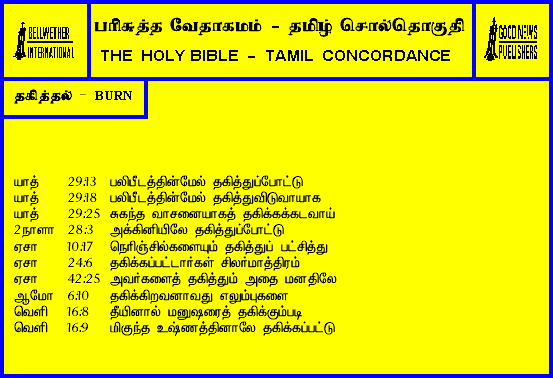 BELLWETHER
INTERNATIONAL
பரிசுத்த வேதாகமம் - தமிழ் சொல்தொகுதி
THE HOLY BIBLE - TAMIL CONCORDANCE
GOOD NEWS
PUBLISHERS
தகித்தல் - BURN
யாத் 29:13 பலிபீடத்தின்மேல் தகித்துப்போட்டு
யாத் 29:18 பலிபீடத்தின்மேல் தகித்துவிடுவாயாக
யாத் 29:25 சுகந்த வாசனையாகத் தகிக்கக்கடவாய்
2நாளா 28:3 அக்கினியிலே தகித்துப்போட்டு
ஏசா 10:17 நெரிஞ்சில்களையும் தகித்துப் பட்சித்து
ஏசா 24:6 தகிக்கப்பட்டார்கள் சிலர்மாத்திரம்
ஏசா 42:25 அவர்களைத் தகித்தும் அதை மனதிலே
ஆமோ 6:10 தகிக்கிறவனாவது எலும்புகளை
வெளி 16:8 தீயினால் மனுஷரைத் தகிக்கும்படி
வெளி 16:9 மிகுந்த உஷ்ணத்தினாலே தகிக்கப்பட்டு